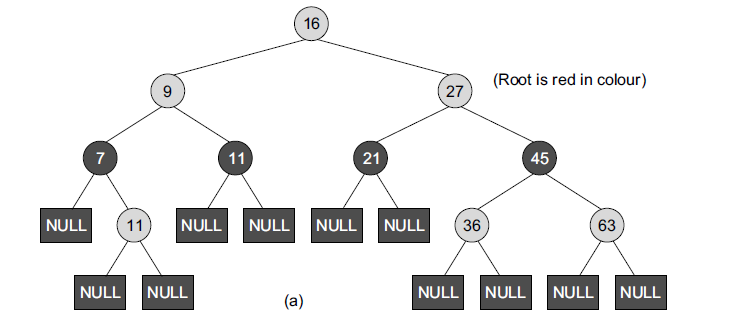 16
9
27
(Root is red in colour)
7
11
21
45
NULL
11
NULL
NULL
NULL
NULL
36
63
NULL
NULL
NULL
NULL
NULL
NULL
(a)